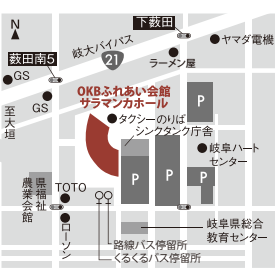 N
下薮田
薮田南5
岐大バイパス
21
ヤマダ電機
ラーメン屋
GS
GS
至大垣
OKBふれあい会館
サラマンカホール
タクシーのりば
シンクタンク庁舎
P
P
P
P
岐阜ハート
センター
県福祉
農業会館
TOTO
ローソン
岐阜県総合
教育センター
路線バス停留所
くるくるバス停留所